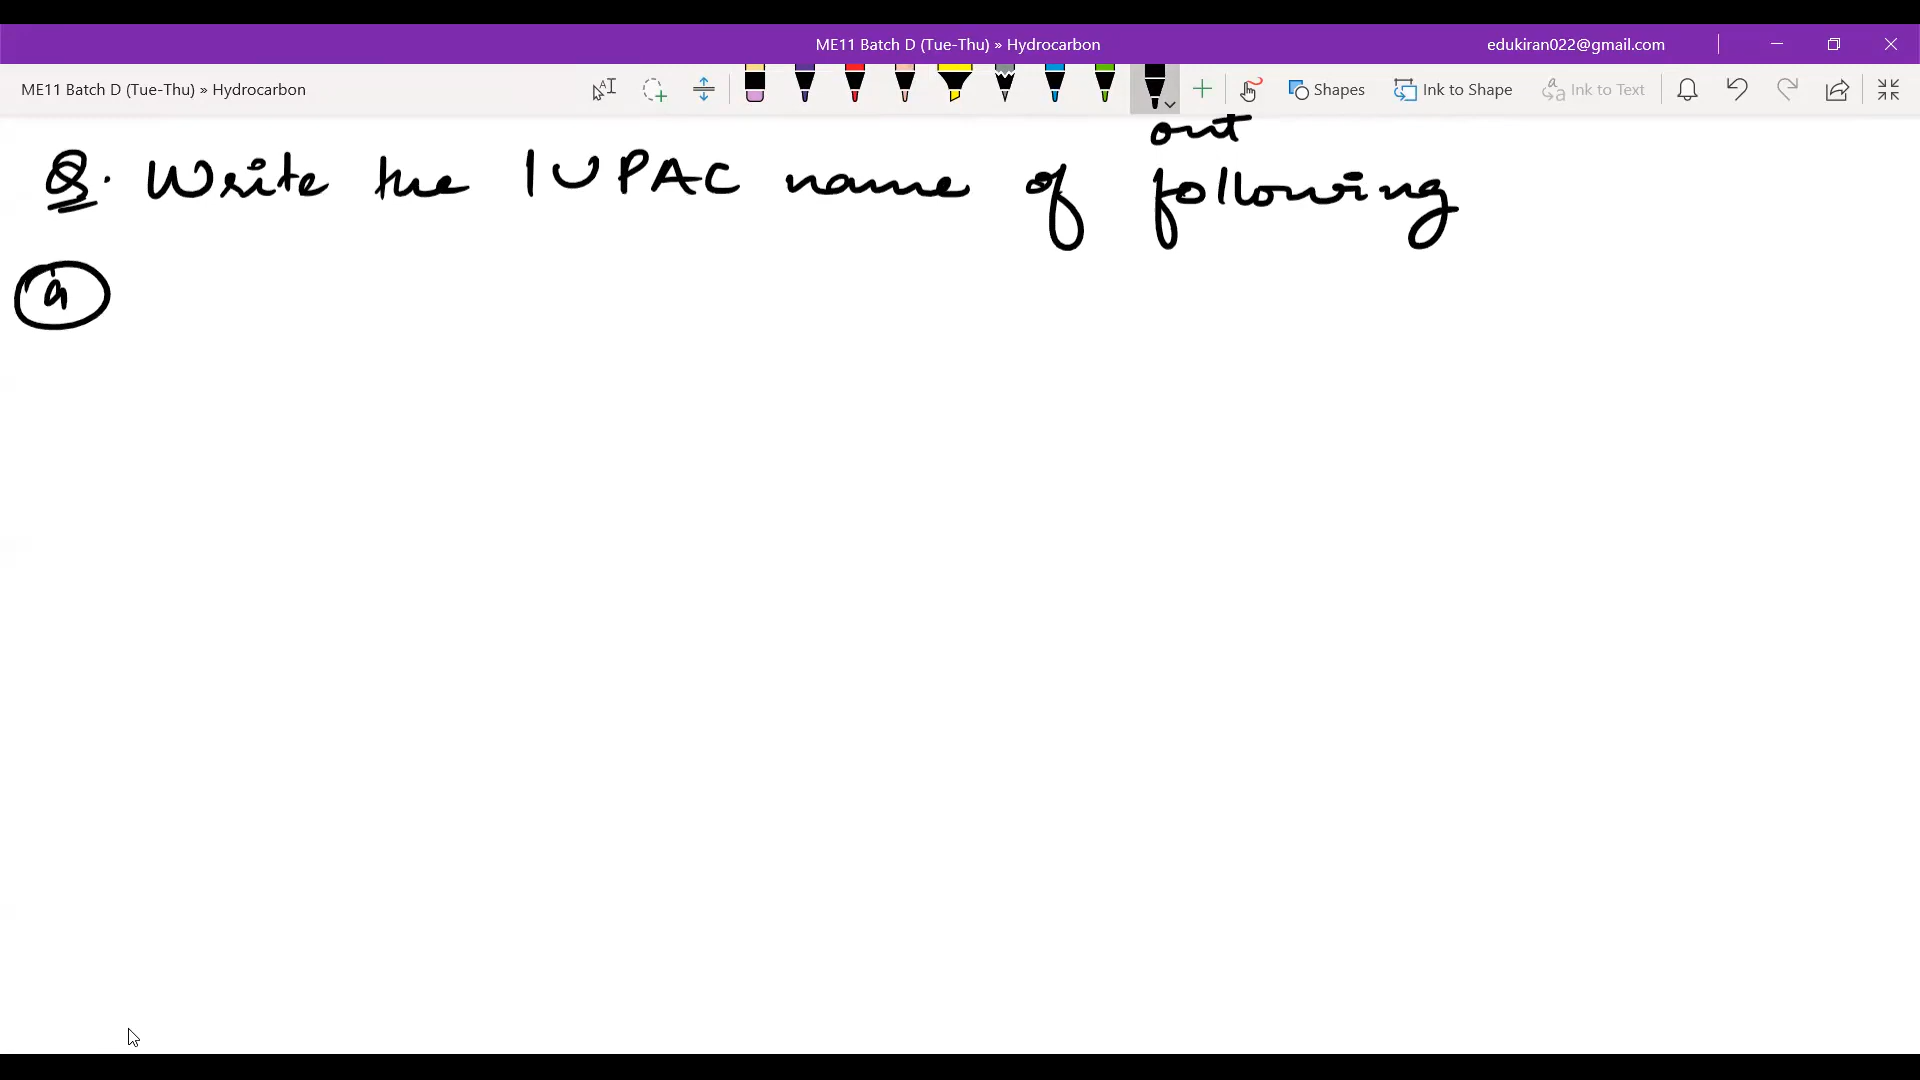 ME11 Batch D (Tue-Thu) » Hydrocarbon
edukiran022@gmail.com
ME11 Batch D (Tue-Thu) » Hydrocarbon
Shapes
Ink to Shape
Ink to Text
out
Q. Write the IUPAC name of following
a